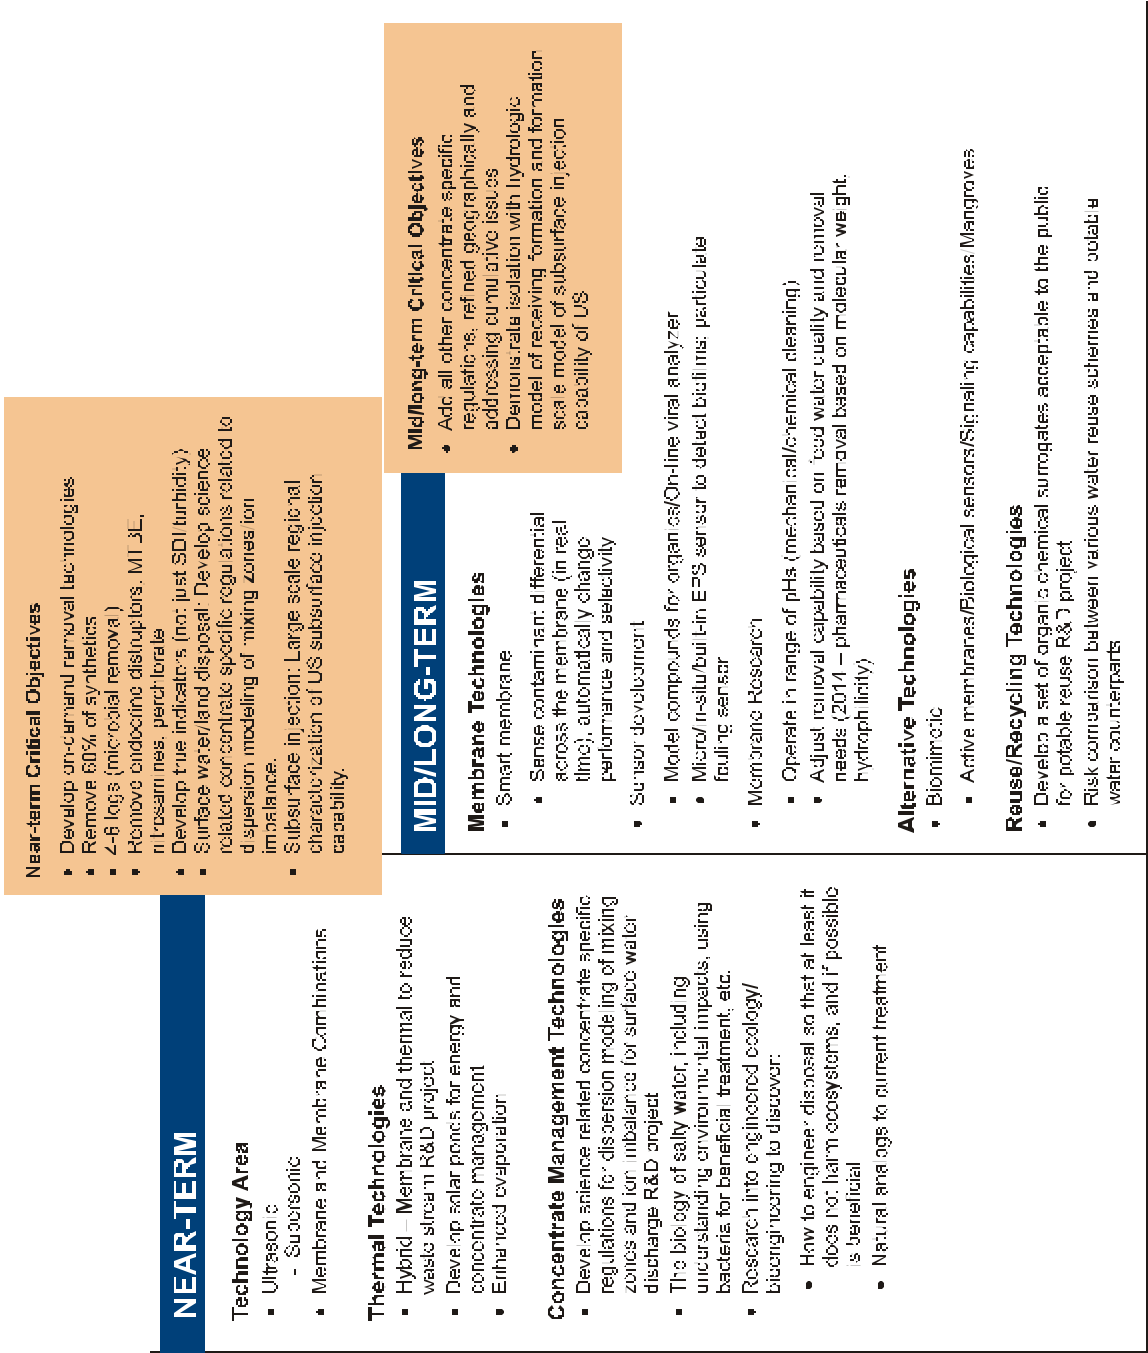 Near-term Critical Objectives
• Develop on-demand removal technologies
• Remove 60% of synthetics
• 4-6 logs (microbial removal)
• Remove endocrine disruptors, MTBE,
nitrosamines, perchlorate
• Develop true indicators (not just SDI/turbidity)
• Surface water/land disposal: Develop science
related concentrate specific regulations related to
dispersion modeling of mixing zones/ion
imbalance.
• Subsurface injection: Large scale regional
characterization of US subsurface injection
capability.
NEAR-TERM
Technology Area
• Ultrasonic
- Supersonic
• Membrane and Membrane Combinations
Thermal Technologies
• Hybrid – Membrane and thermal to reduce
waste stream R&D project
• Develop solar ponds for energy and
concentrate management
• Enhanced evaporation
Concentrate Management Technologies
• Develop science related concentrate specific
regulations for dispersion modeling of mixing
zones and ion imbalance for surface water
discharge R&D project
• The biology of salty water, including
understanding environmental impacts, using
bacteria for beneficial treatment, etc.
• Research into engineered ecology/
bioengineering to discover:
• How to engineer disposal so that at least it
does not harm ecosystems, and if possible
is beneficial
• Natural analogs to current treatment
Mid/long-term Critical Objectives
• Add all other concentrate specific
regulations, refined geographically and
addressing cumulative issues
• Demonstrate isolation with hydrologic
model of receiving formation and formation
scale model of subsurface injection
capability of US
MID/LONG-TERM
Membrane Technologies
• Smart membrane
• Sense contaminant differential
across the membrane (in real
time), automatically change
performance and selectivity
• Sensor development
• Model compounds for organics/On-line viral analyzer
• Micro/in-situ/built-in EPS sensor to detect biofilms; particulate
fouling sensor
• Membrane Research
• Operate in range of pHs (mechanical/chemical cleaning)
• Adjust removal capability based on feed water quality and removal
needs (2014 – pharmaceuticals removal based on molecular weight,
hydrophilicity)
Alternative Technologies
• Biomimetic
• Active membranes/Biological sensors/Signaling capabilities/Mangroves
Reuse/Recycling Technologies
• Develop a set of organic chemical surrogates acceptable to the public
for potable reuse R&D project
• Risk comparison between various water reuse schemes and potable
water counterparts